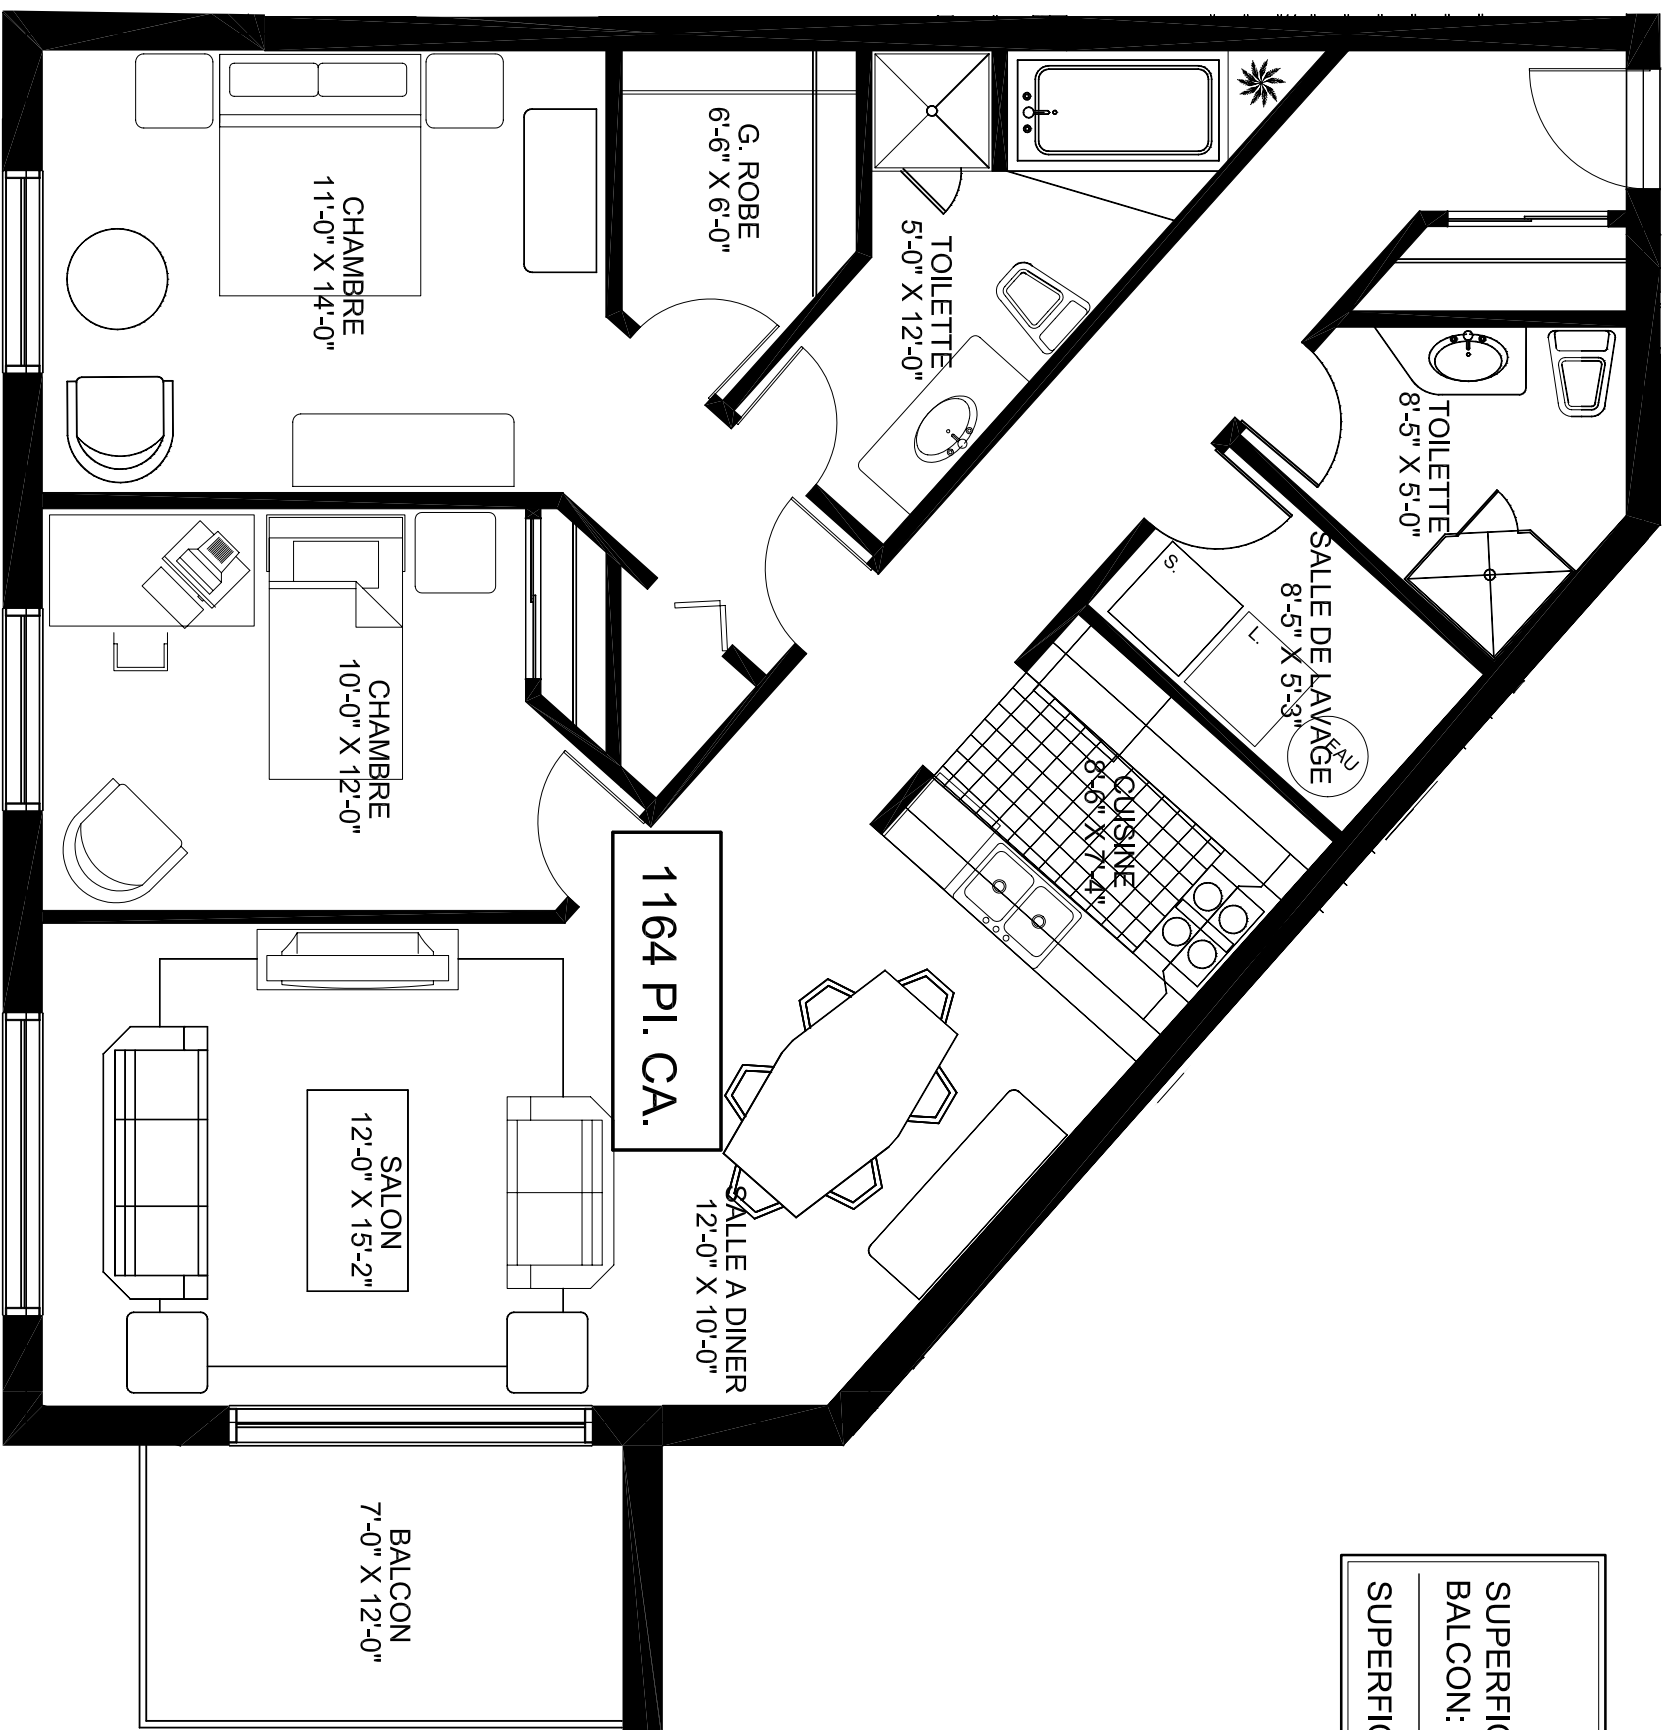 G. ROBE
6'-6" X 6'-0"
CHAMBRE
11'-0" X 14'-0"
TOILETTE
5'-0" X 12'-0"
TOILETTE
8'-5" X 5'-0"
SALLE DE LAVAGE
8'-5" X 5'-3"
S.
L.
EAU
CHAMBRE
10'-0" X 12'-0"
CUISINE
8'-6" X 7'-4"
1164 PI. CA.
SALON
12'-0" X 15'-2"
SALLE A DINER
12'-0" X 10'-0"
BALCON
7'-0" X 12'-0"
SUPERFIC
BALCON:
SUPERFIC